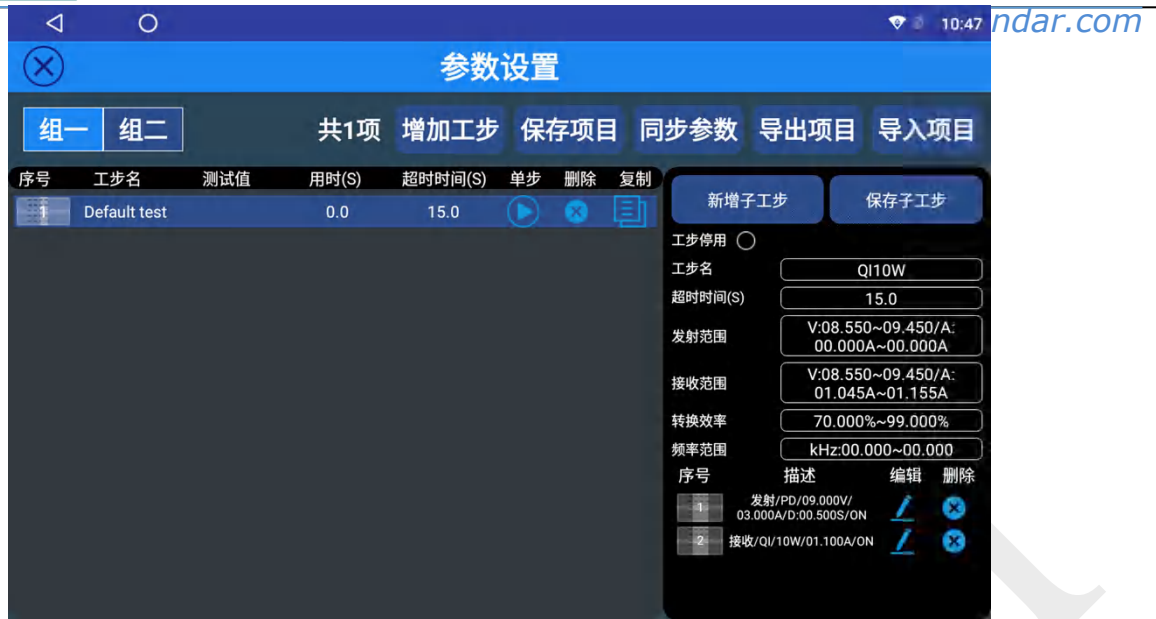 10:47
ndar.com
参数设置
组一 组二 共1项 增加工步 保存项目 同步参数 导出项目 导入项目
序号 工步名 测试值 用时(S) 超时时间(S) 单步 删除 复制
1 Default test 0.0 15.0
新增子工步 保存子工步
工步停用
工步名 QI10W
超时时间(S) 15.0
发射范围 V:08.550~09.450/A:
00.000A~00.000A
接收范围 V:08.550~09.450/A:
01.045A~01.155A
转换效率 70.000%~99.000%
频率范围 kHz:00.000~00.000
序号 描述 编辑 删除
1 发射/PD/09.000V/
03.000A/D:00.500S/ON
2 接收/QI/10W/01.100A/ON